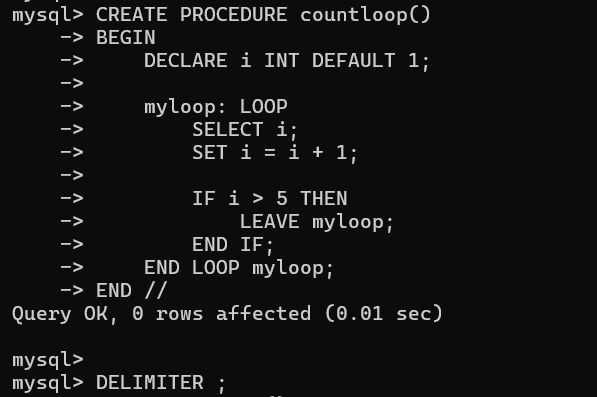 mysql> CREATE PROCEDURE countloop()
    -> BEGIN
    ->     DECLARE i INT DEFAULT 1;
    ->
    ->     myloop: LOOP
    ->         SELECT i;
    ->         SET i = i + 1;
    ->
    ->         IF i > 5 THEN
    ->             LEAVE myloop;
    ->         END IF;
    ->     END LOOP myloop;
    -> END //
Query OK, 0 rows affected (0.01 sec)

mysql>
mysql> DELIMITER ;